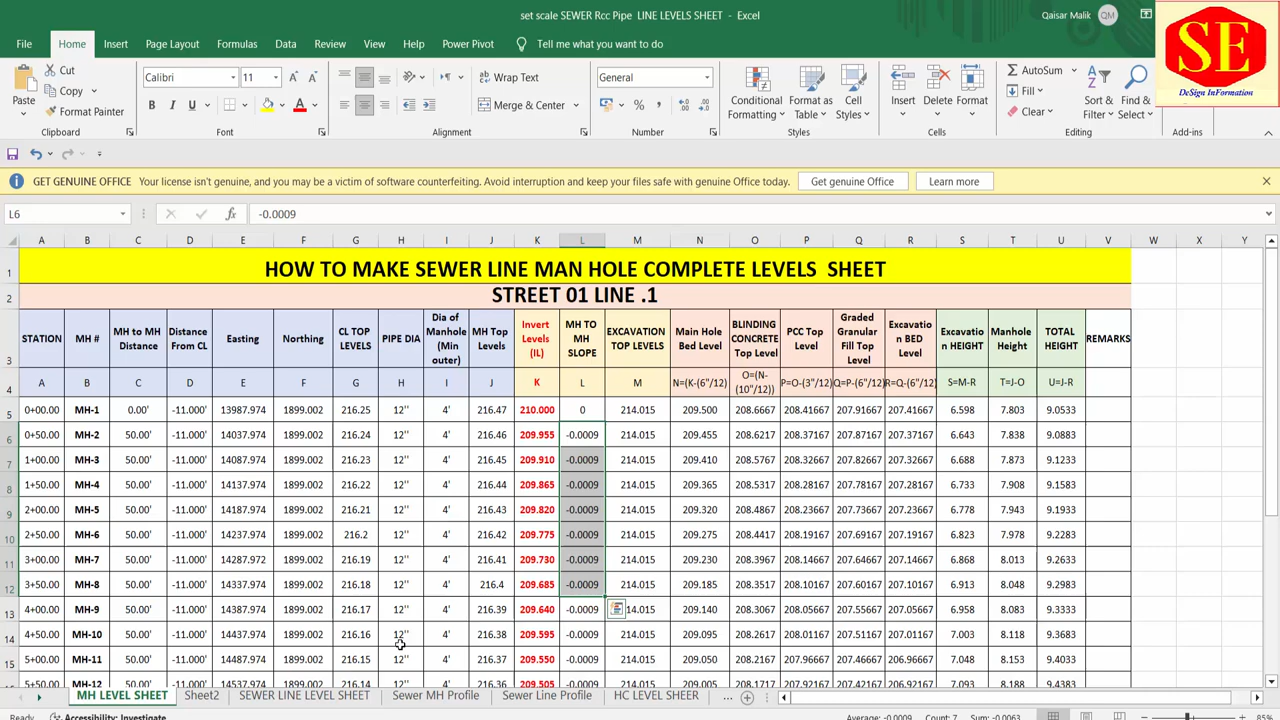 set scale SEWER Rcc Pipe LINE LEVELS SHEET - Excel
Qaisar Malik QM
SE
DeSign InFormation
File Home Insert Page Layout Formulas Data Review View Help Power Pivot Tell me what you want to do
Paste Cut Copy Format Painter Clipboard
Calibri 11 B I U A Font
Wrap Text Merge & Center Alignment
General % , Number
Conditional Formatting Format as Table Cell Styles Styles
Insert Delete Format Cells
AutoSum Fill Clear Sort & Filter Find & Select Editing Add-ins
GET GENUINE OFFICE Your license isn't genuine, and you may be a victim of software counterfeiting. Avoid interruption and keep your files safe with genuine Office today. Get genuine Office Learn more
L6 fx -0.0009
A B C D E F G H I J K L M N O P Q R S T U V W X Y
1 HOW TO MAKE SEWER LINE MAN HOLE COMPLETE LEVELS SHEET
2 STREET 01 LINE .1
3 STATION MH # MH to MH Distance Distance From CL Easting Northing CL TOP LEVELS PIPE DIA Dia of Manhole (Min outer) MH Top Levels Invert Levels (IL) MH TO MH SLOPE EXCAVATION TOP LEVELS Main Hole Bed Level BLINDING CONCRETE Top Level PCC Top Level Graded Granular Fill Top Level Excavatio n BED Level Excavatio n HEIGHT Manhole Height TOTAL HEIGHT REMARKS
4 A B C D E F G H I J K L M N=(K-(6"/12) O=(N-(10"/12)) P=O-(3"/12) Q=P-(6"/12) R=Q-(6"/12) S=M-R T=J-O U=J-R
5 0+00.00 MH-1 0.00' -11.000' 13987.974 1899.002 216.25 12'' 4' 216.47 210.000 0 214.015 209.500 208.6667 208.41667 207.91667 207.41667 6.598 7.803 9.0533
6 0+50.00 MH-2 50.00' -11.000' 14037.974 1899.002 216.24 12'' 4' 216.46 209.955 -0.0009 214.015 209.455 208.6217 208.37167 207.87167 207.37167 6.643 7.838 9.0883
7 1+00.00 MH-3 50.00' -11.000' 14087.974 1899.002 216.23 12'' 4' 216.45 209.910 -0.0009 214.015 209.410 208.5767 208.32667 207.82667 207.32667 6.688 7.873 9.1233
8 1+50.00 MH-4 50.00' -11.000' 14137.974 1899.002 216.22 12'' 4' 216.44 209.865 -0.0009 214.015 209.365 208.5317 208.28167 207.78167 207.28167 6.733 7.908 9.1583
9 2+00.00 MH-5 50.00' -11.000' 14187.974 1899.002 216.21 12'' 4' 216.43 209.820 -0.0009 214.015 209.320 208.4867 208.23667 207.73667 207.23667 6.778 7.943 9.1933
10 2+50.00 MH-6 50.00' -11.000' 14237.974 1899.002 216.2 12'' 4' 216.42 209.775 -0.0009 214.015 209.275 208.4417 208.19167 207.69167 207.19167 6.823 7.978 9.2283
11 3+00.00 MH-7 50.00' -11.000' 14287.972 1899.002 216.19 12'' 4' 216.41 209.730 -0.0009 214.015 209.230 208.3967 208.14667 207.64667 207.14667 6.868 8.013 9.2633
12 3+50.00 MH-8 50.00' -11.000' 14337.974 1899.002 216.18 12'' 4' 216.4 209.685 -0.0009 214.015 209.185 208.3517 208.10167 207.60167 207.10167 6.913 8.048 9.2983
13 4+00.00 MH-9 50.00' -11.000' 14387.974 1899.002 216.17 12'' 4' 216.39 209.640 -0.0009 14.015 209.140 208.3067 208.05667 207.55667 207.05667 6.958 8.083 9.3333
14 4+50.00 MH-10 50.00' -11.000' 14437.974 1899.002 216.16 12'' 4' 216.38 209.595 -0.0009 214.015 209.095 208.2617 208.01167 207.51167 207.01167 7.003 8.118 9.3683
15 5+00.00 MH-11 50.00' -11.000' 14487.974 1899.002 216.15 12'' 4' 216.37 209.550 -0.0009 214.015 209.050 208.2167 207.96667 207.46667 206.96667 7.048 8.153 9.4033
5+50.00 MH-12 50.00' -11.000' 14537.974 1899.002 216.14 12'' 4' 216.36 209.505 -0.0009 214.015 209.005 208.1717 207.92167 207.42167 206.92167 7.093 8.188 9.4383
MH LEVEL SHEET Sheet2 SEWER LINE LEVEL SHEET Sewer MH Profile Sewer Line Profile HC LEVEL SHEER ...
Ready Accessibility: Investigate Average: -0.0009 Count: 7 Sum: -0.0063 85%